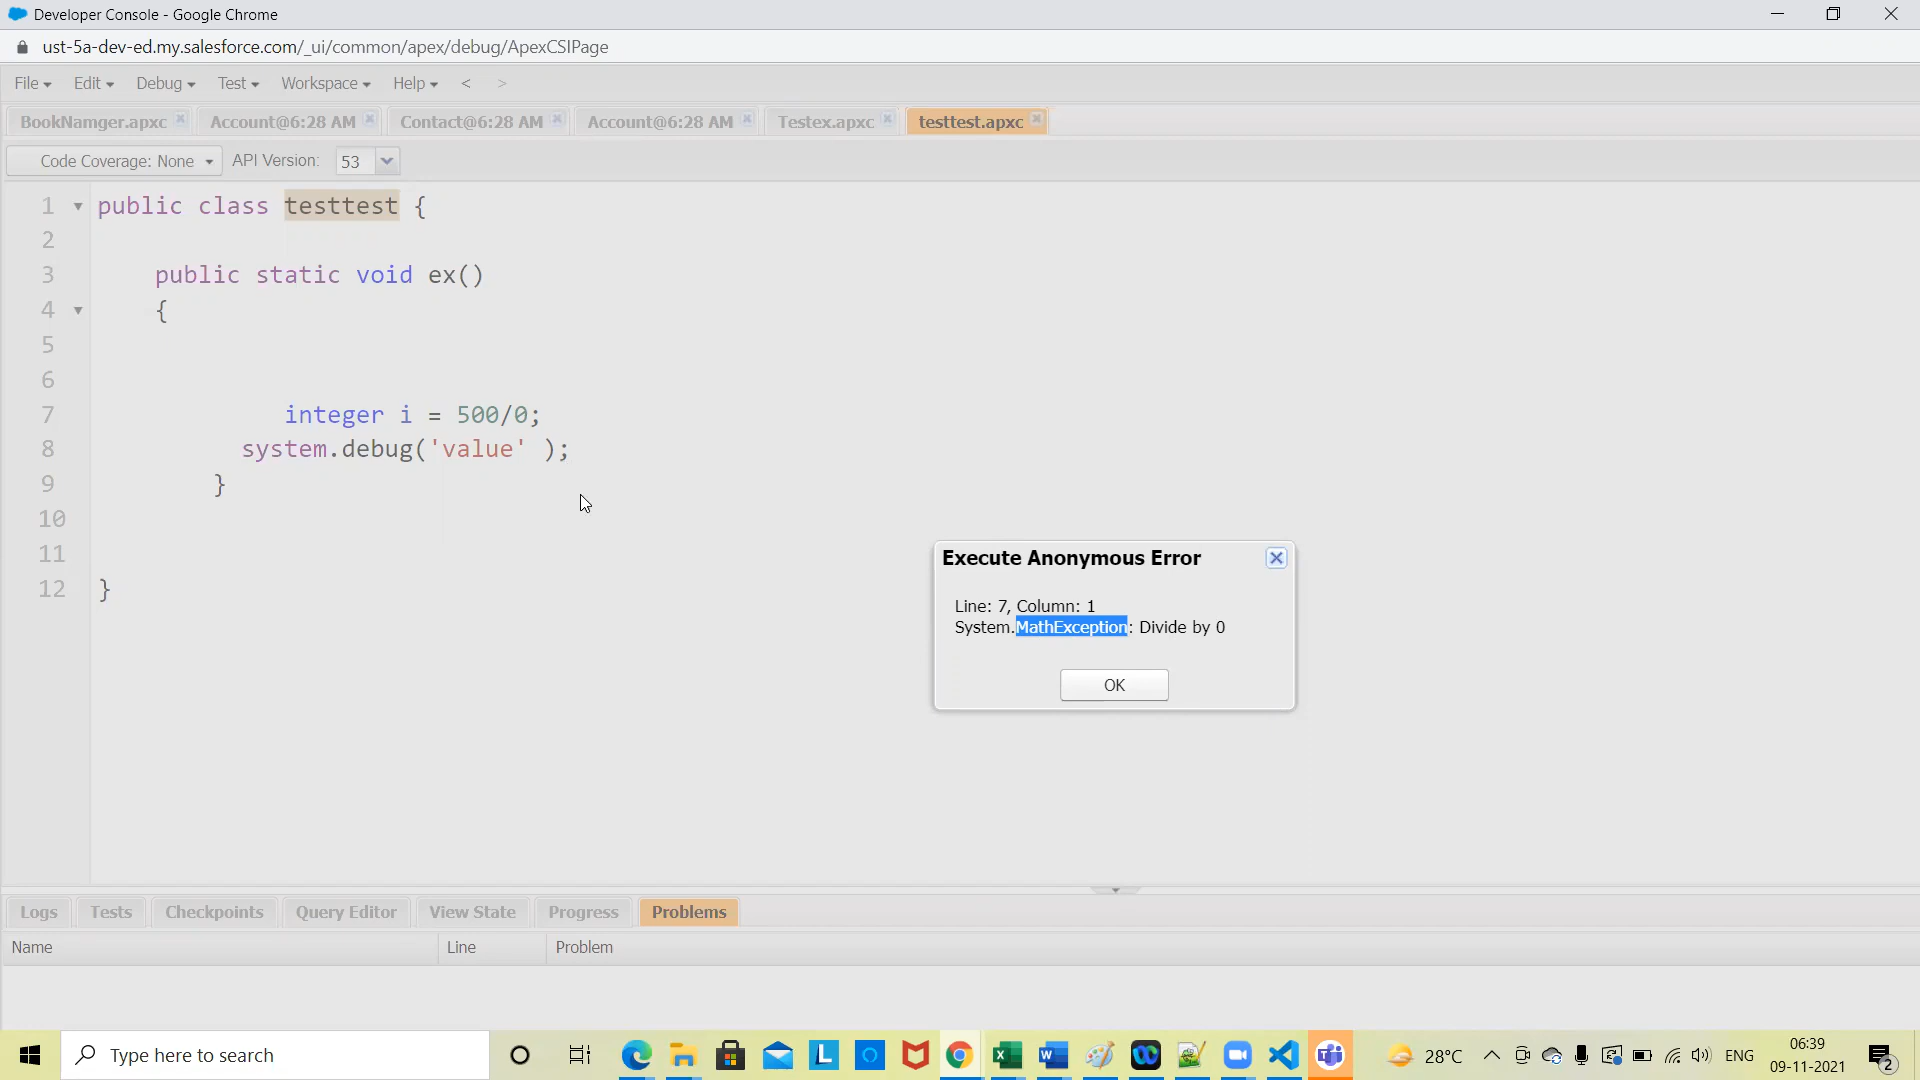 Developer Console - Google Chrome
ust-5a-dev-ed.my.salesforce.com/_ui/common/apex/debug/ApexCSIPage
File Edit Debug Test Workspace Help < >
BookNamger.apxc Account@6:28 AM Contact@6:28 AM Account@6:28 AM Testex.apxc testtest.apxc
Code Coverage: None API Version: 53
1 public class testtest {
2
3 public static void ex()
4 {
5
6
7 integer i = 500/0;
8 system.debug('value' );
9 }
10
11
12 }
Execute Anonymous Error
Line: 7, Column: 1
System.MathException: Divide by 0
OK
Logs Tests Checkpoints Query Editor View State Progress Problems
Name Line Problem
Type here to search
28°C ENG
06:39
09-11-2021
2